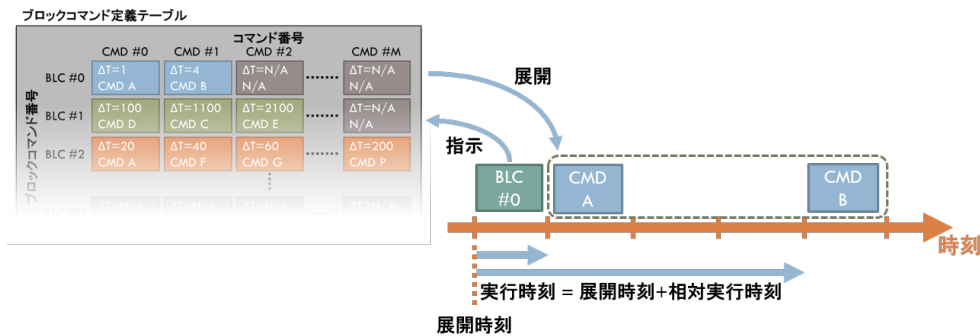 ブロックコマンド定義テーブル
コマンド番号
CMD #0 CMD #1 CMD #2 CMD #M
ブロックコマンド番号
BLC #0
ΔT=1 ΔT=4 ΔT=N/A ........ ΔT=N/A
CMD A CMD B N/A N/A
BLC #1
ΔT=100 ΔT=1100 ΔT=2100 ........ ΔT=N/A
CMD D CMD C CMD E N/A
BLC #2
ΔT=20 ΔT=40 ΔT=60 ........ ΔT=200
CMD A CMD F CMD G CMD P
BLC #N
ΔT=N/A ΔT=N/A ΔT=N/A ΔT=N/A
展開
指示
BLC
#0
CMD
A
CMD
B
時刻
実行時刻 = 展開時刻+相対実行時刻
展開時刻